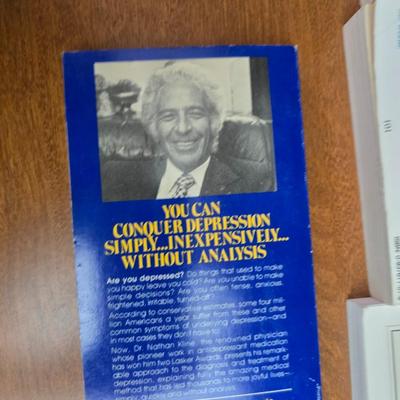 YOU CAN
CONQUER DEPRESSION
SIMPLY...INEXPENSIVELY...
WITHOUT ANALYSIS
Are you depressed? Do things that used to make
you happy leave you cold? Are you unable to make
simple decisions? Are you often tense, anxious,
frightened, irritable, turned-off?
According to conservative estimates, some four mil-
lion Americans a year suffer from these and other
common symptoms of underlying depression—and
in most cases they don't have to!
Now, Dr. Nathan Kline, the renowned physician
whose pioneer work in antidepressant medication
has won him two Lasker Awards, presents his remark-
able approach to the diagnosis and treatment of
depression, explaining fully the amazing medical
method that has led thousands to more joyful lives—
simply, quickly and without analysis.